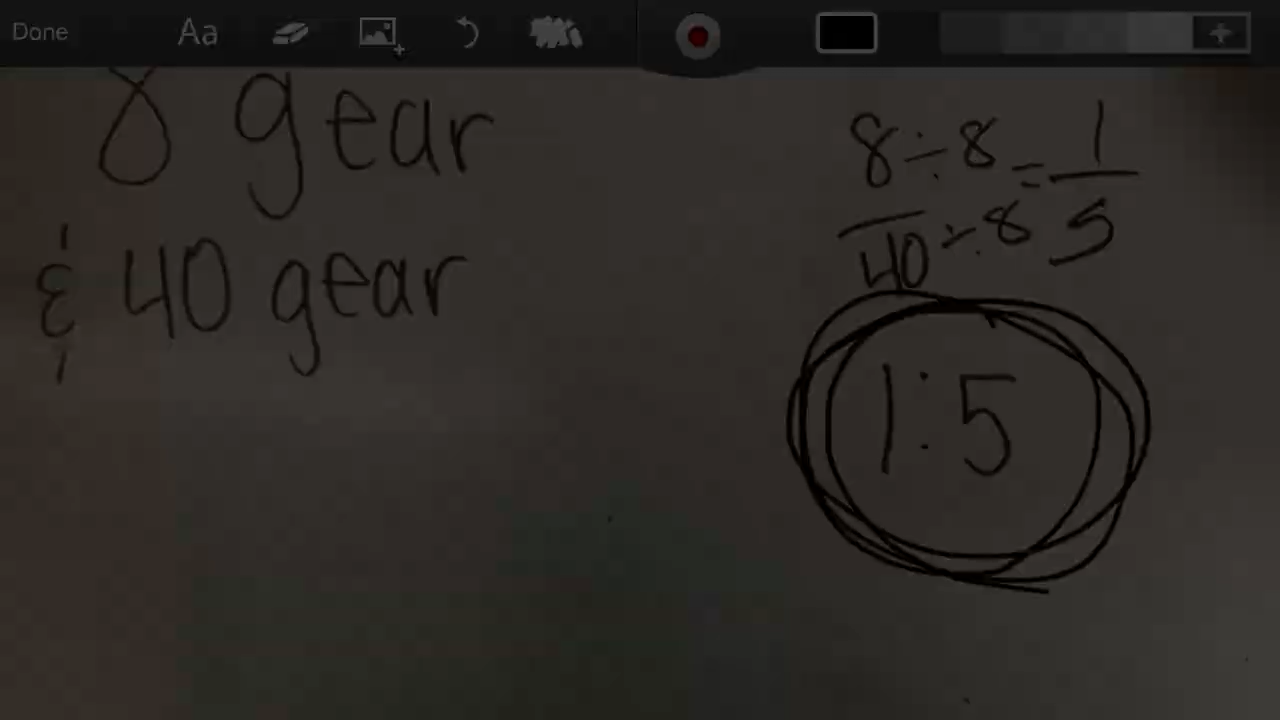 Done Aa
8 gear
& 40 gear
8 ÷ 8 = 1
40 ÷ 8 5
1:5